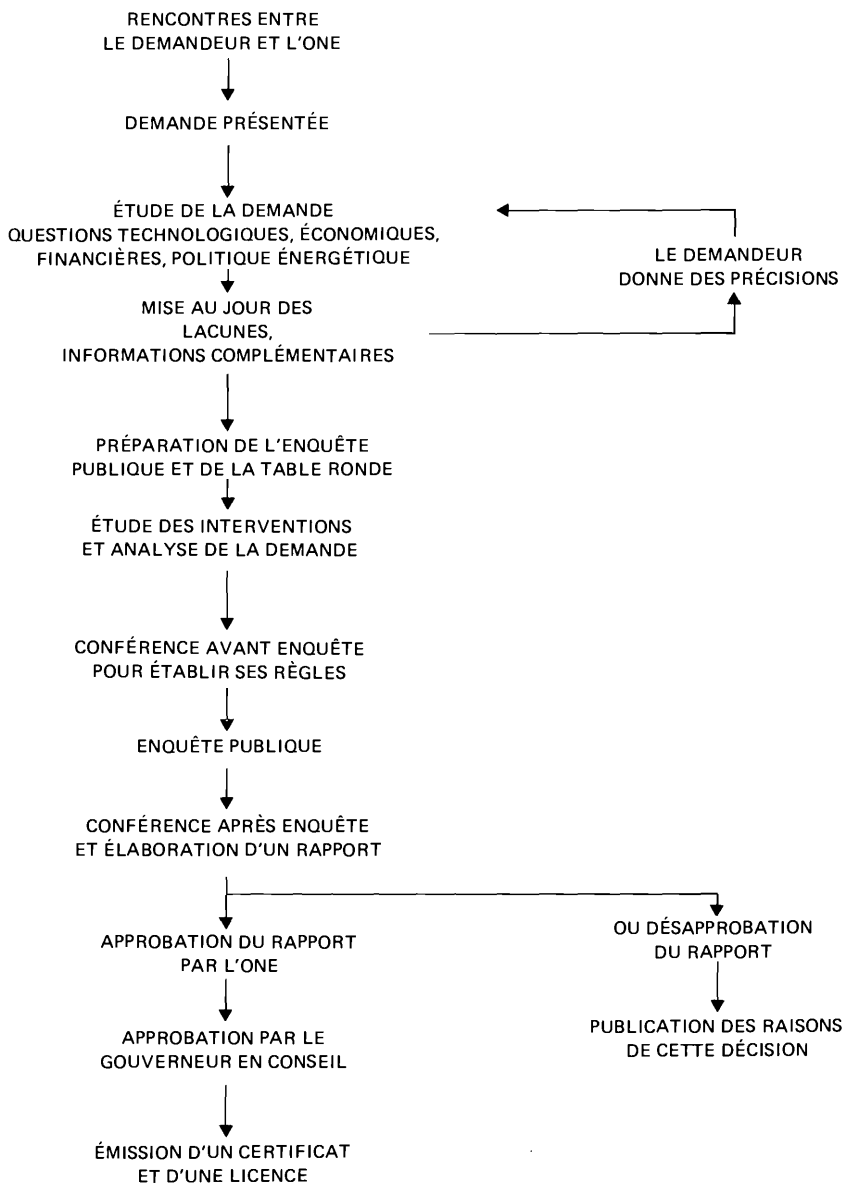 RENCONTRES ENTRE
LE DEMANDEUR ET L'ONE
DEMANDE PRÉSENTÉE
ÉTUDE DE LA DEMANDE
QUESTIONS TECHNOLOGIQUES, ÉCONOMIQUES,
FINANCIÈRES, POLITIQUE ÉNERGÉTIQUE
LE DEMANDEUR
DONNE DES PRÉCISIONS
MISE AU JOUR DES
LACUNES,
INFORMATIONS COMPLÉMENTAIRES
PRÉPARATION DE L'ENQUÊTE
PUBLIQUE ET DE LA TABLE RONDE
ÉTUDE DES INTERVENTIONS
ET ANALYSE DE LA DEMANDE
CONFÉRENCE AVANT ENQUÊTE
POUR ÉTABLIR SES RÈGLES
ENQUÊTE PUBLIQUE
CONFÉRENCE APRÈS ENQUÊTE
ET ÉLABORATION D'UN RAPPORT
APPROBATION DU RAPPORT
PAR L'ONE
OU DÉSAPPROBATION
DU RAPPORT
APPROBATION PAR LE
GOUVERNEUR EN CONSEIL
PUBLICATION DES RAISONS
DE CETTE DÉCISION
ÉMISSION D'UN CERTIFICAT
ET D'UNE LICENCE